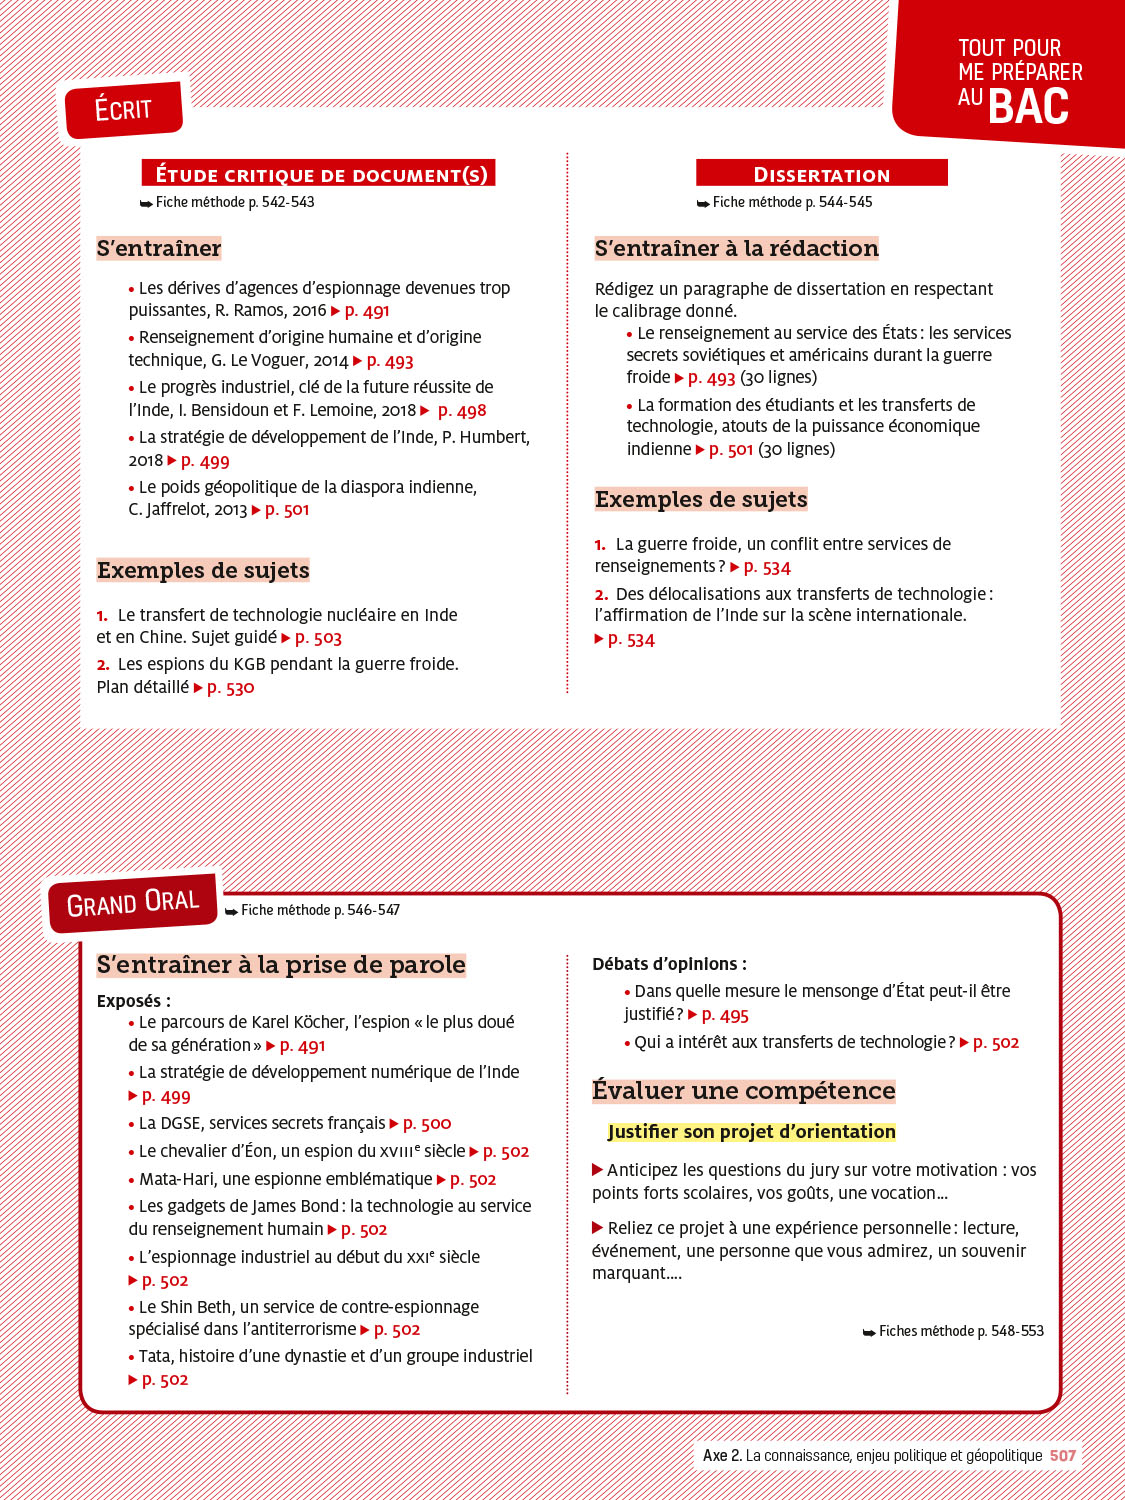 TOUT POUR
ME PRÉPARER
AU BAC
ÉCRIT
ÉTUDE CRITIQUE DE DOCUMENT(S)
➥ Fiche méthode p. 542-543
S'entraîner
• Les dérives d'agences d'espionnage devenues trop
puissantes, R. Ramos, 2016 ▶ p. 491
• Renseignement d'origine humaine et d'origine
technique, G. Le Voguer, 2014 ▶ p. 493
• Le progrès industriel, clé de la future réussite de
l'Inde, I. Bensidoun et F. Lemoine, 2018 ▶ p. 498
• La stratégie de développement de l'Inde, P. Humbert,
2018 ▶ p. 499
• Le poids géopolitique de la diaspora indienne,
C. Jaffrelot, 2013 ▶ p. 501
Exemples de sujets
1. Le transfert de technologie nucléaire en Inde
et en Chine. Sujet guidé ▶ p. 503
2. Les espions du KGB pendant la guerre froide.
Plan détaillé ▶ p. 530
DISSERTATION
➥ Fiche méthode p. 544-545
S'entraîner à la rédaction
Rédigez un paragraphe de dissertation en respectant
le calibrage donné.
• Le renseignement au service des États : les services
secrets soviétiques et américains durant la guerre
froide ▶ p. 493 (30 lignes)
• La formation des étudiants et les transferts de
technologie, atouts de la puissance économique
indienne ▶ p. 501 (30 lignes)
Exemples de sujets
1. La guerre froide, un conflit entre services de
renseignements ? ▶ p. 534
2. Des délocalisations aux transferts de technologie :
l'affirmation de l'Inde sur la scène internationale.
▶ p. 534
GRAND ORAL
➥ Fiche méthode p. 546-547
S'entraîner à la prise de parole
Exposés :
• Le parcours de Karel Köcher, l'espion « le plus doué
de sa génération » ▶ p. 491
• La stratégie de développement numérique de l'Inde
▶ p. 499
• La DGSE, services secrets français ▶ p. 500
• Le chevalier d'Éon, un espion du XVIIIe siècle ▶ p. 502
• Mata-Hari, une espionne emblématique ▶ p. 502
• Les gadgets de James Bond : la technologie au service
du renseignement humain ▶ p. 502
• L'espionnage industriel au début du XXIe siècle
▶ p. 502
• Le Shin Beth, un service de contre-espionnage
spécialisé dans l'antiterrorisme ▶ p. 502
• Tata, histoire d'une dynastie et d'un groupe industriel
▶ p. 502
Débats d'opinions :
• Dans quelle mesure le mensonge d'État peut-il être
justifié ? ▶ p. 495
• Qui a intérêt aux transferts de technologie ? ▶ p. 502
Évaluer une compétence
Justifier son projet d'orientation
▶ Anticipez les questions du jury sur votre motivation : vos
points forts scolaires, vos goûts, une vocation...
▶ Reliez ce projet à une expérience personnelle : lecture,
événement, une personne que vous admirez, un souvenir
marquant....
➥ Fiches méthode p. 548-553
Axe 2. La connaissance, enjeu politique et géopolitique 507